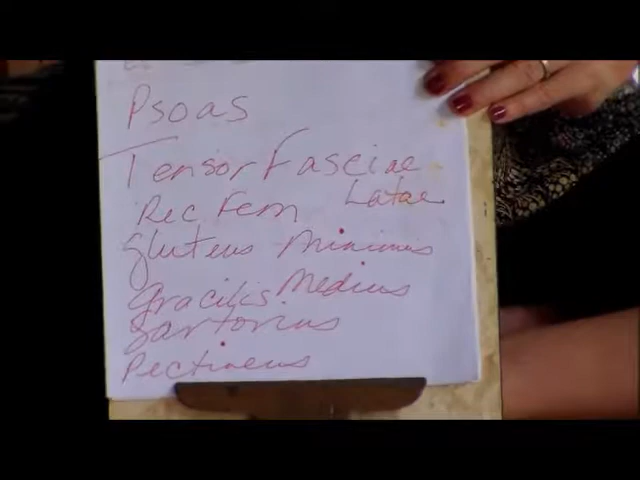 Psoas
Tensor Fasciae
Latae
Rec Fem
Gluteus Minimus
Medius
Gracilis
Sartorius
Pectineus